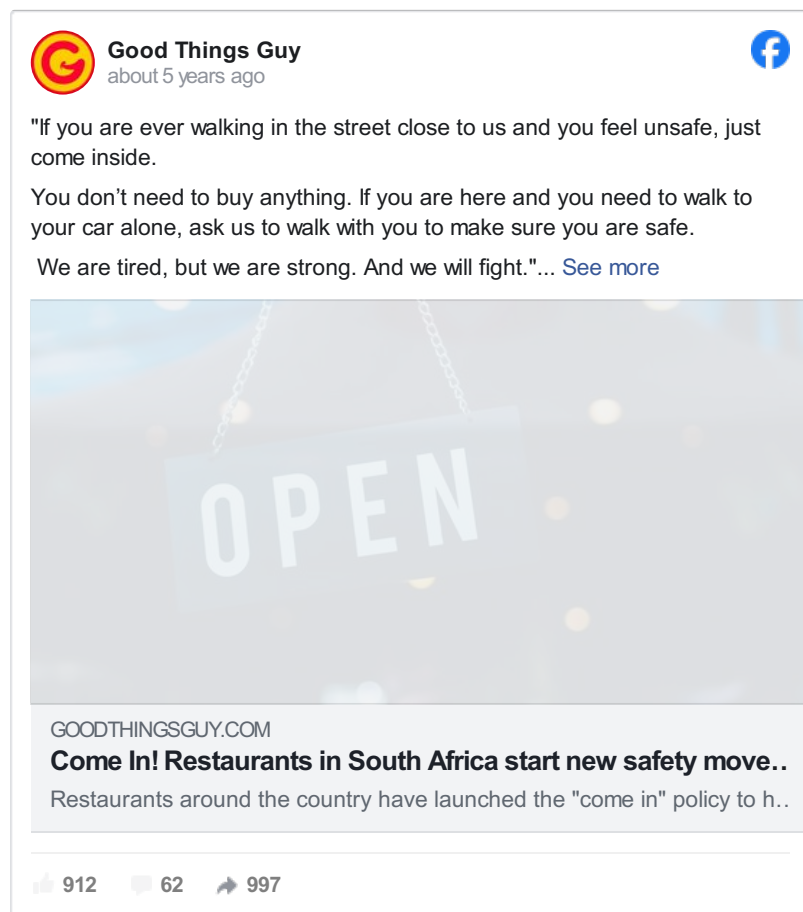 Good Things Guy
about 5 years ago
"If you are ever walking in the street close to us and you feel unsafe, just
come inside.
You don’t need to buy anything. If you are here and you need to walk to
your car alone, ask us to walk with you to make sure you are safe.
We are tired, but we are strong. And we will fight."... See more
OPEN
GOODTHINGSGUY.COM
Come In! Restaurants in South Africa start new safety move..
Restaurants around the country have launched the "come in" policy to h..
912 62 997